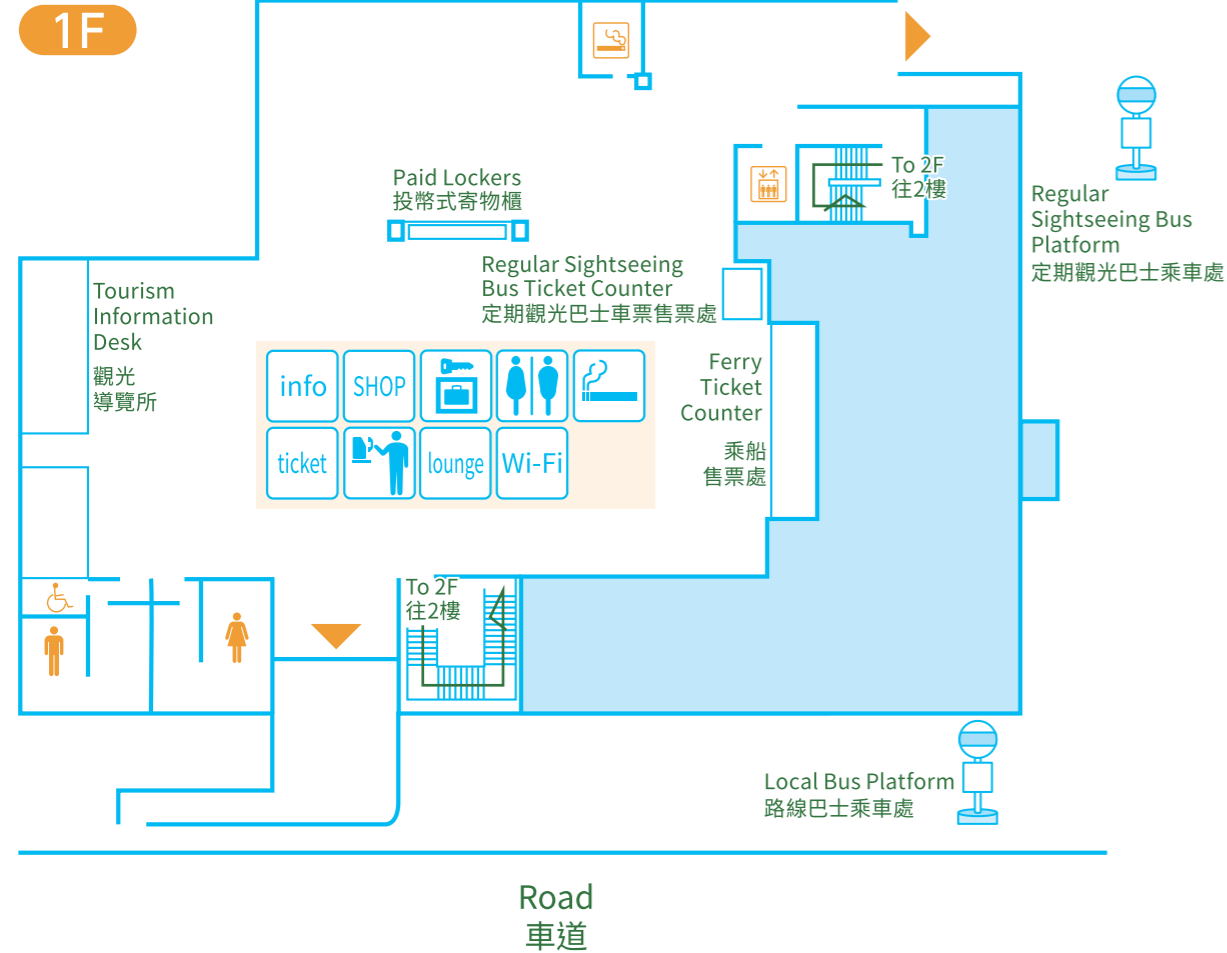 1F
Paid Lockers
投幣式寄物櫃
To 2F
往2樓
Regular
Sightseeing Bus
Platform
定期觀光巴士乘車處
Regular Sightseeing
Bus Ticket Counter
定期觀光巴士車票售票處
Tourism
Information
Desk
觀光
導覽所
info
SHOP
ticket
lounge
Wi-Fi
Ferry
Ticket
Counter
乘船
售票處
To 2F
往2樓
Local Bus Platform
路線巴士乘車處
Road
車道